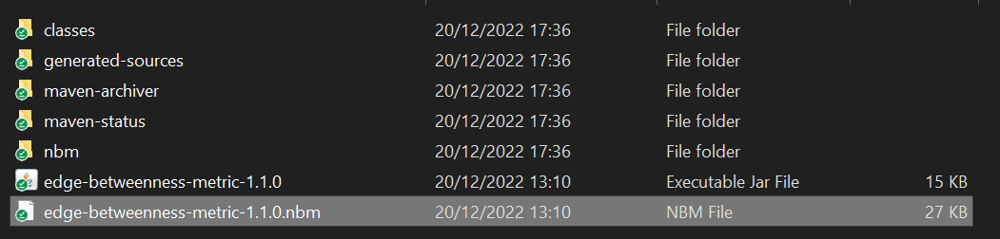 classes 20/12/2022 17:36 File folder
generated-sources 20/12/2022 17:36 File folder
maven-archiver 20/12/2022 17:36 File folder
maven-status 20/12/2022 17:36 File folder
nbm 20/12/2022 17:36 File folder
edge-betweenness-metric-1.1.0 20/12/2022 13:10 Executable Jar File 15 KB
edge-betweenness-metric-1.1.0.nbm 20/12/2022 13:10 NBM File 27 KB